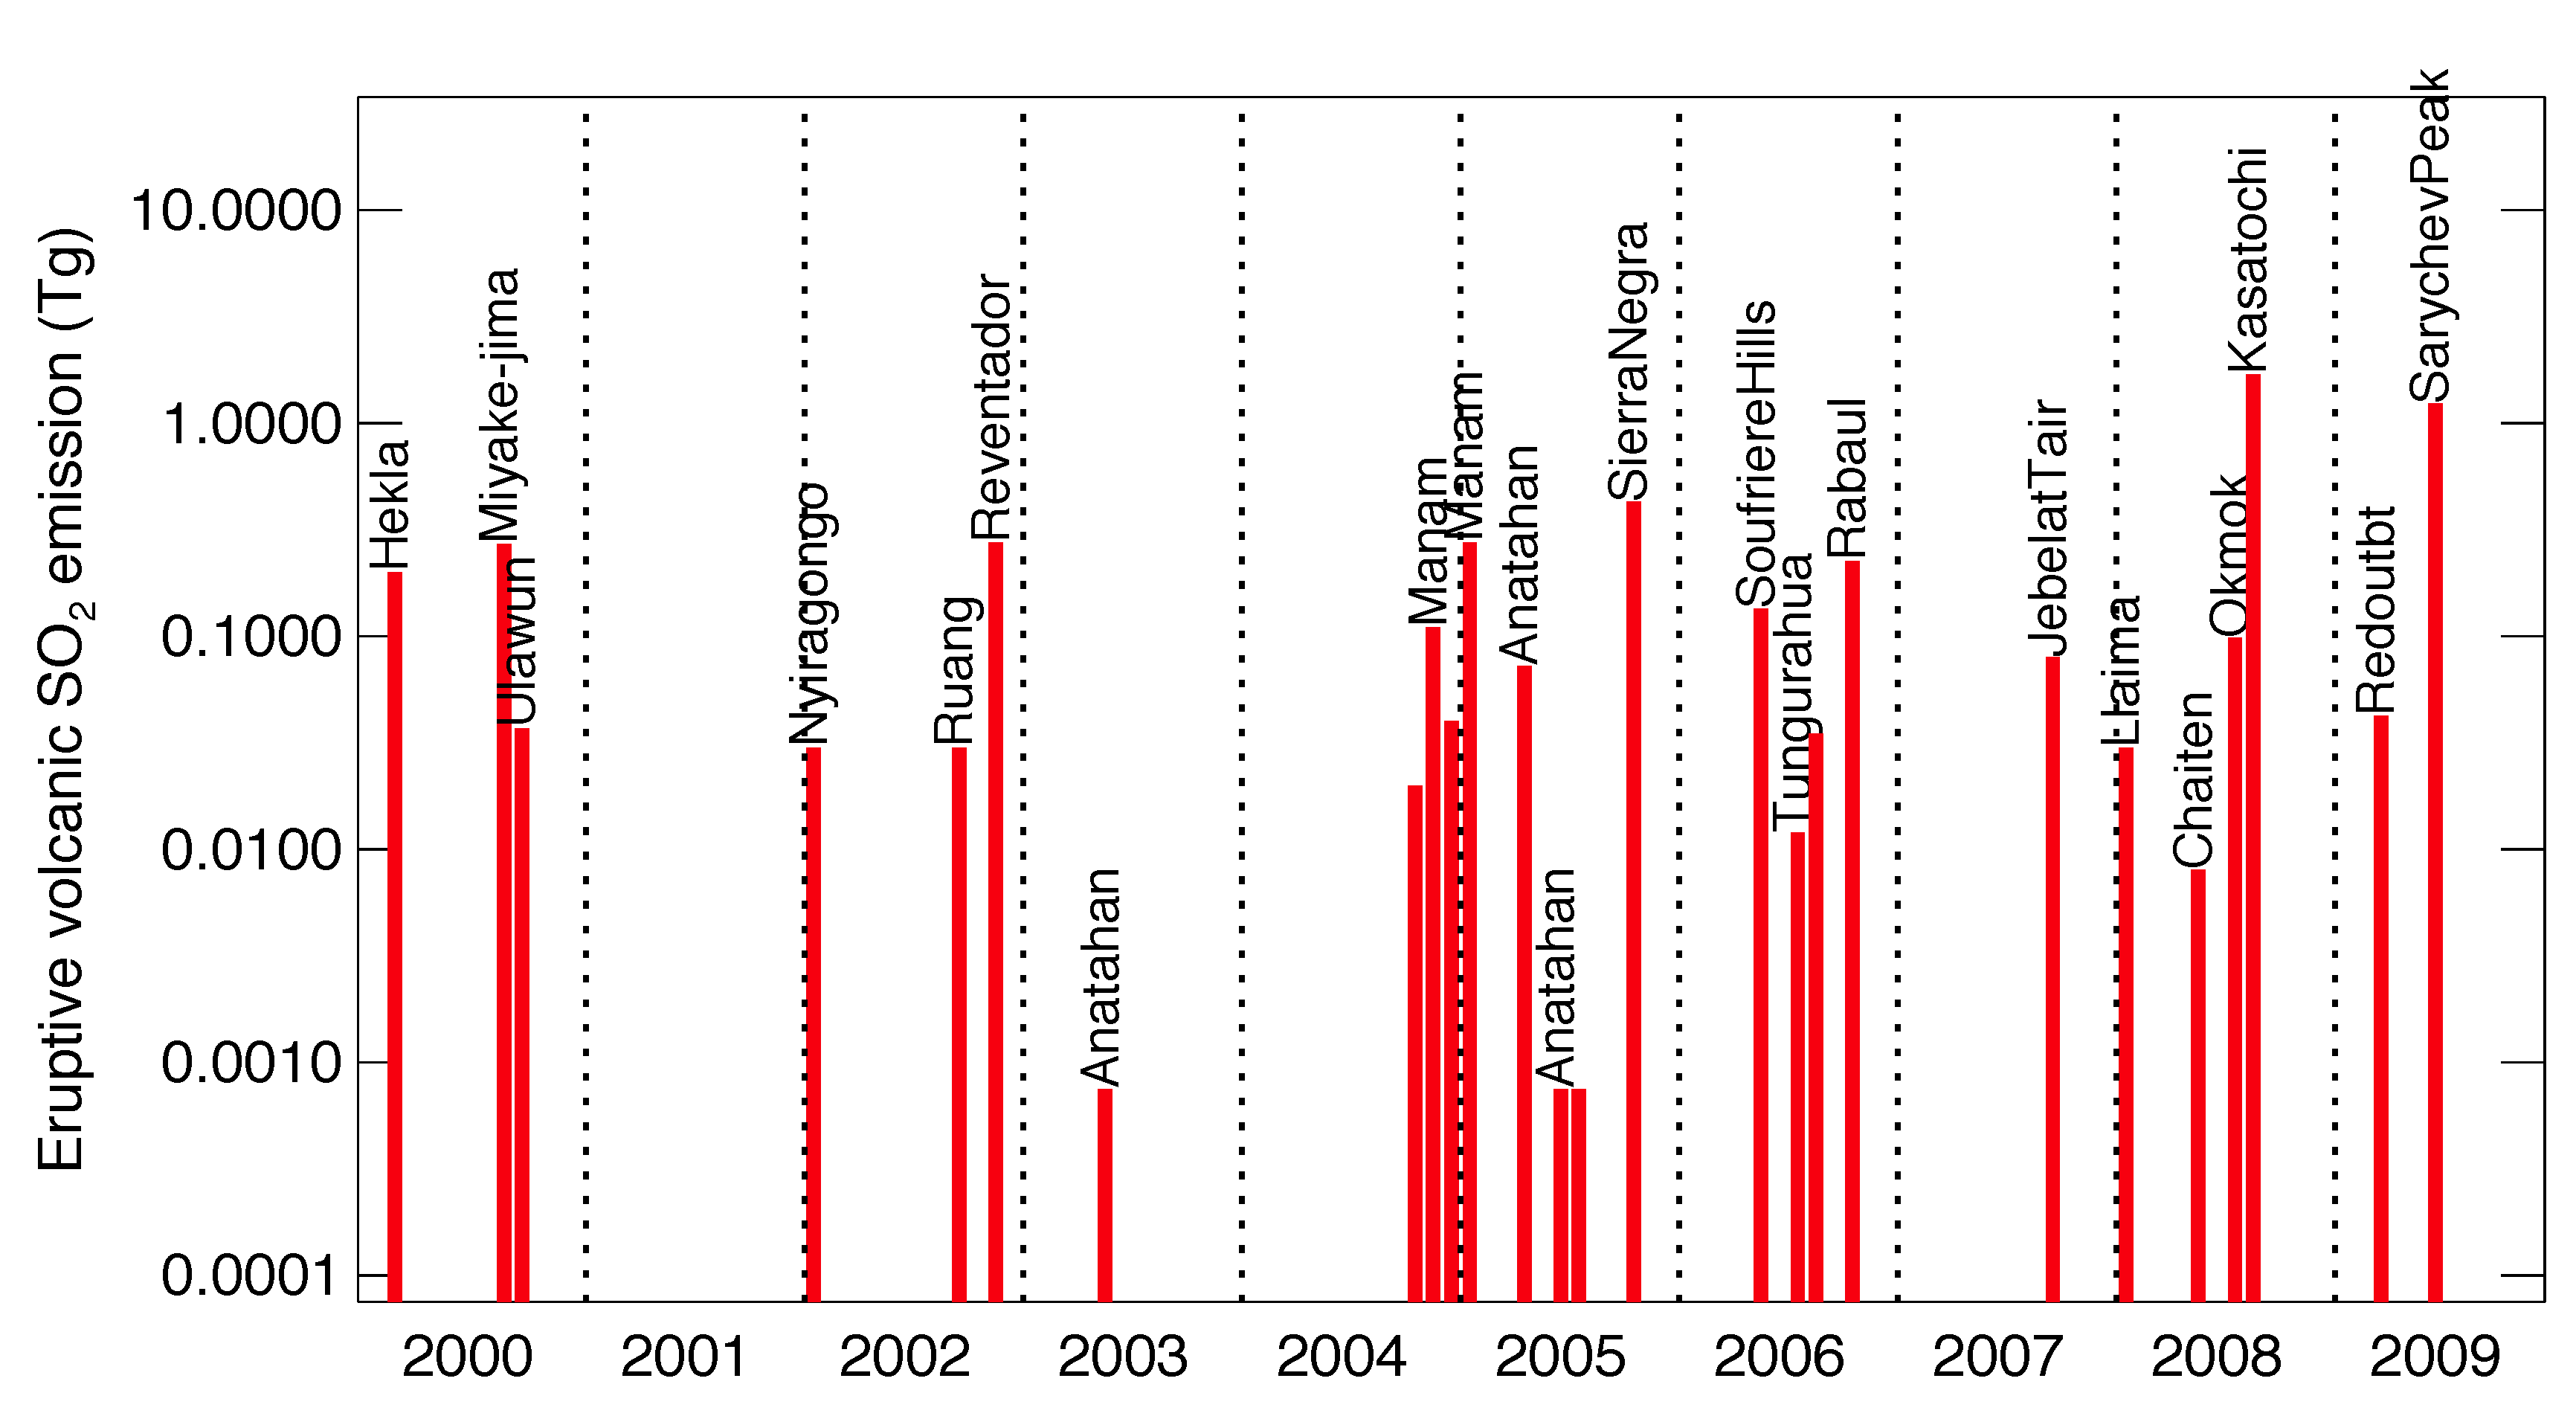 Eruptive volcanic SO2 emission (Tg)
10.0000
1.0000
0.1000
0.0100
0.0010
0.0001
Hekla
Miyake-jima
Ulawun
Nyiragongo
Ruang
Reventador
Anatahan
Manam
Manam
Anatahan
Anatahan
SierraNegra
SoufriereHills
Tungurahua
Rabaul
JebelatTair
Llaima
Chaiten
Okmok
Kasatochi
Redoutbt
SarychevPeak
2000 2001 2002 2003 2004 2005 2006 2007 2008 2009